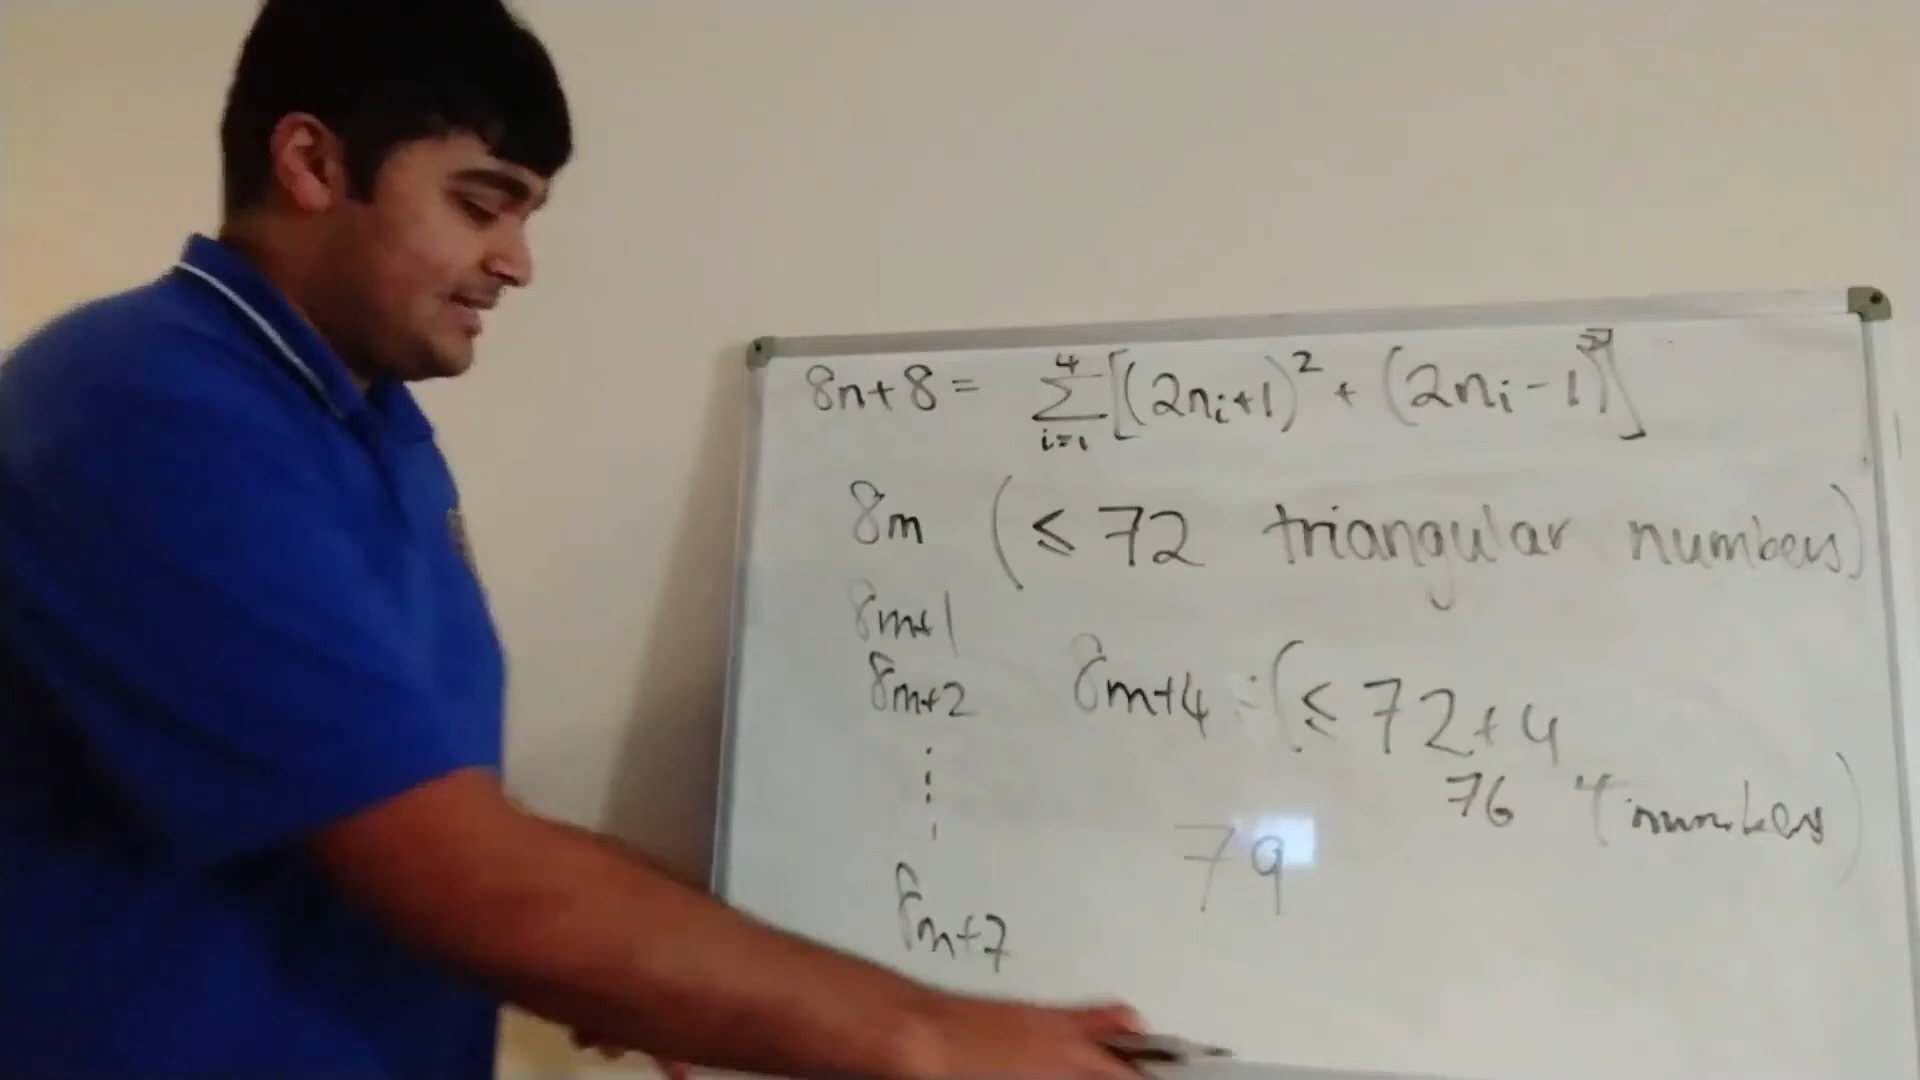 8n+8 = \sum_{i=1}^{4} [(2n_i+1)^2 + (2n_i-1)^2]
8m (≤ 72 triangular numbers)
8m+1
8m+2
⋮
8m+7
8m+4 : (≤ 72+4
76 numbers)
79